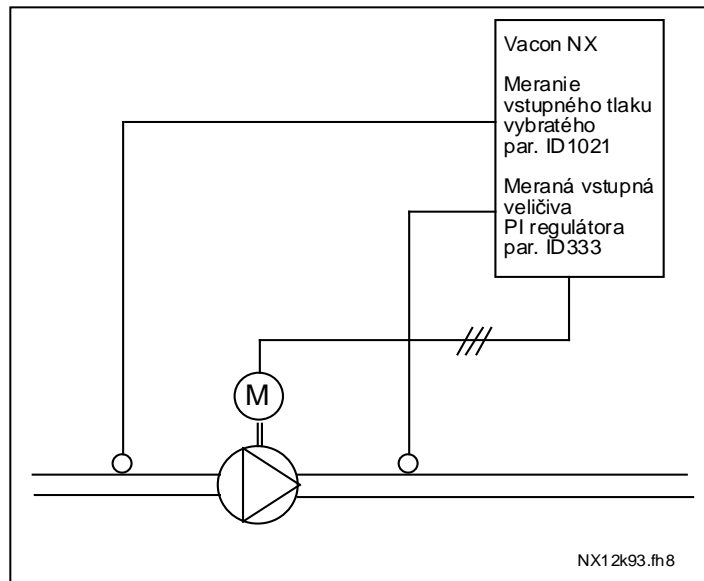 Vacon NX
Meranie
vstupného tlaku
vybratého
par. ID1021
Meraná vstupná
veličiva
PI regulátora
par. ID333
M
NX12k93.fh8